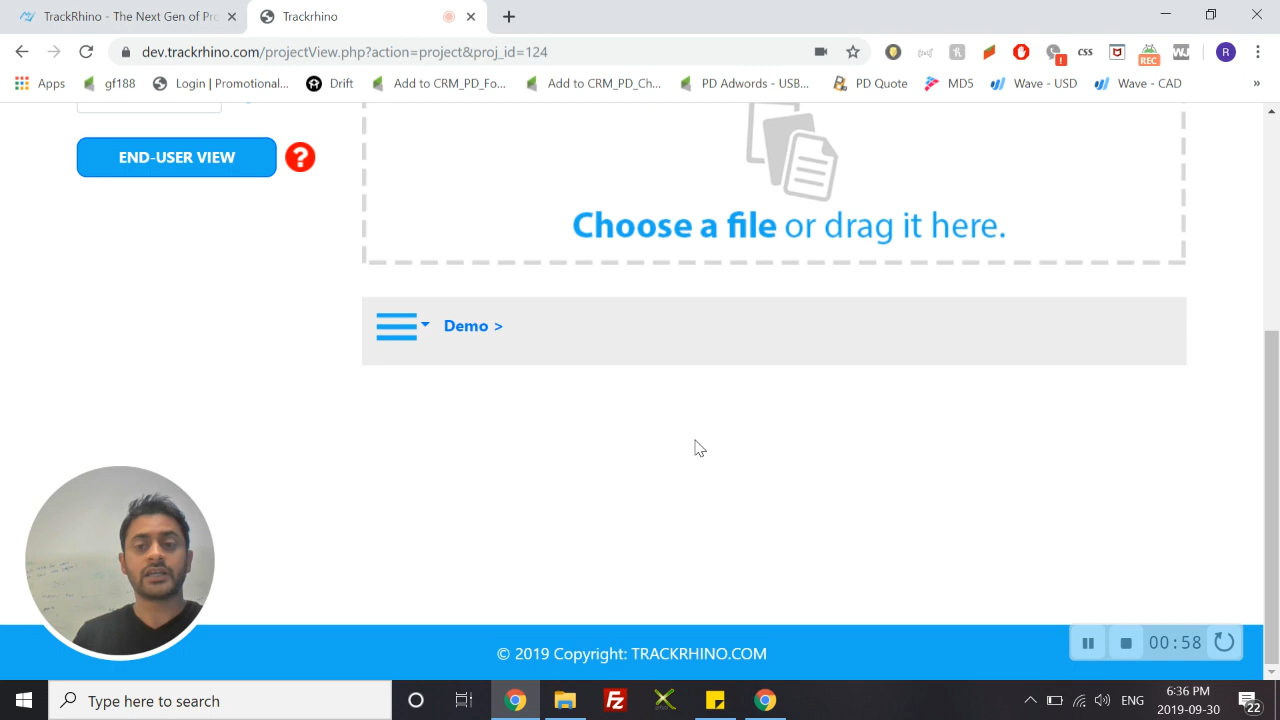 TrackRhino - The Next Gen of Pro
Trackrhino
dev.trackrhino.com/projectView.php?action=project&proj_id=124
css
REC
WJ
R
Apps
gf188
Login | Promotional...
Drift
Add to CRM_PD_Fo...
Add to CRM_PD_Ch...
PD Adwords - USB...
PD Quote
MD5
Wave - USD
Wave - CAD
»
END-USER VIEW
?
Choose a file or drag it here.
Demo >
© 2019 Copyright: TRACKRHINO.COM
00:58
Type here to search
ENG
6:36 PM
2019-09-30
22